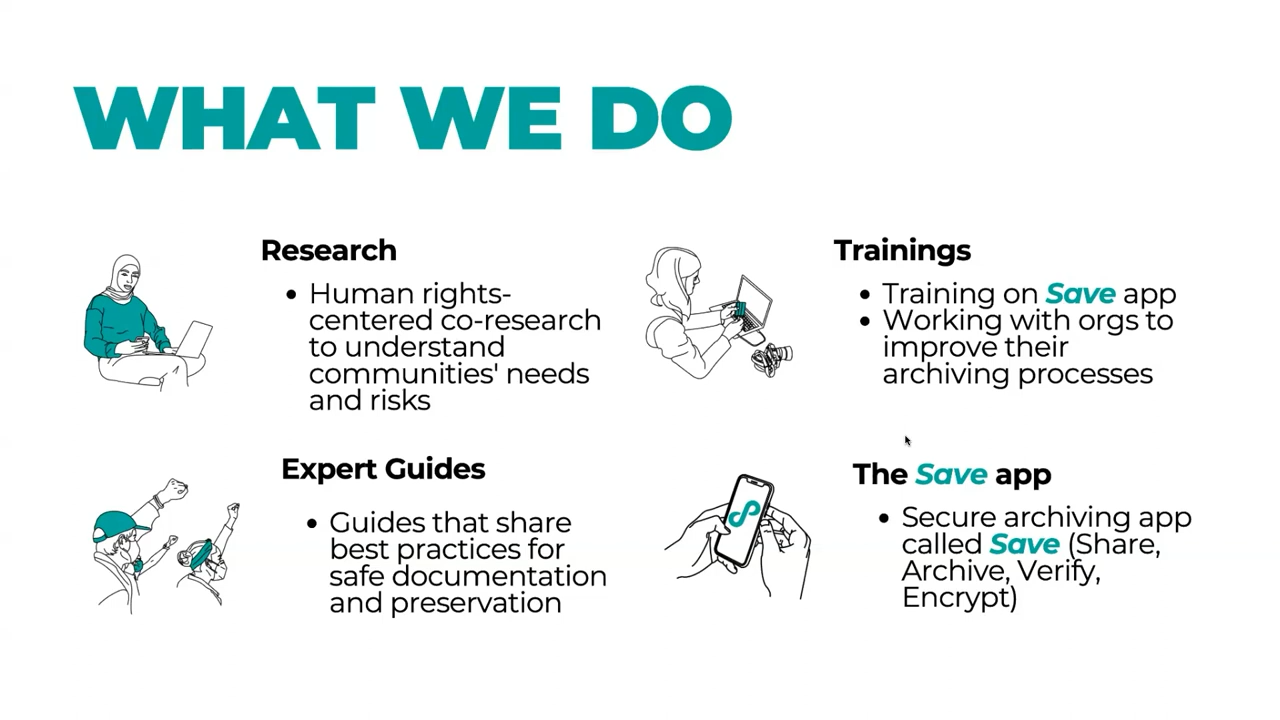 WHAT WE DO
Research
• Human rights-
centered co-research
to understand
communities' needs
and risks
Trainings
• Training on Save app
• Working with orgs to
improve their
archiving processes
Expert Guides
• Guides that share
best practices for
safe documentation
and preservation
The Save app
• Secure archiving app
called Save (Share,
Archive, Verify,
Encrypt)